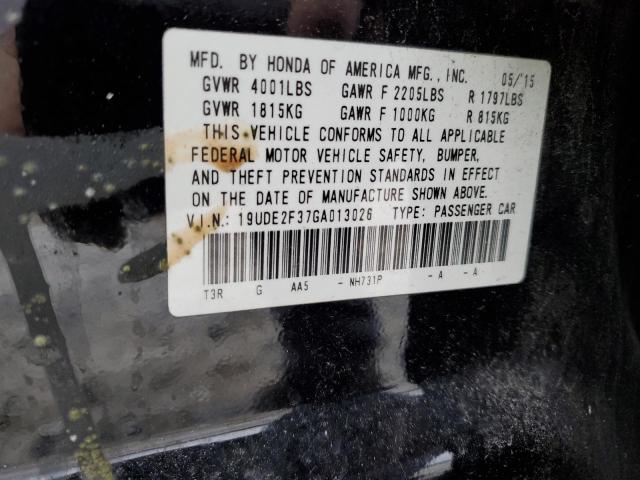 MFD. BY HONDA OF AMERICA MFG., INC. 05/15
GVWR 4001LBS GAWR F 2205LBS R 1797LBS
GVWR 1815KG GAWR F 1000KG R 815KG
THIS VEHICLE CONFORMS TO ALL APPLICABLE
FEDERAL MOTOR VEHICLE SAFETY, BUMPER,
AND THEFT PREVENTION STANDARDS IN EFFECT
ON THE DATE OF MANUFACTURE SHOWN ABOVE.
V.I.N.: 19UDE2F37GA013026 TYPE: PASSENGER CAR
T3R G AA5 - NH731P - A - A